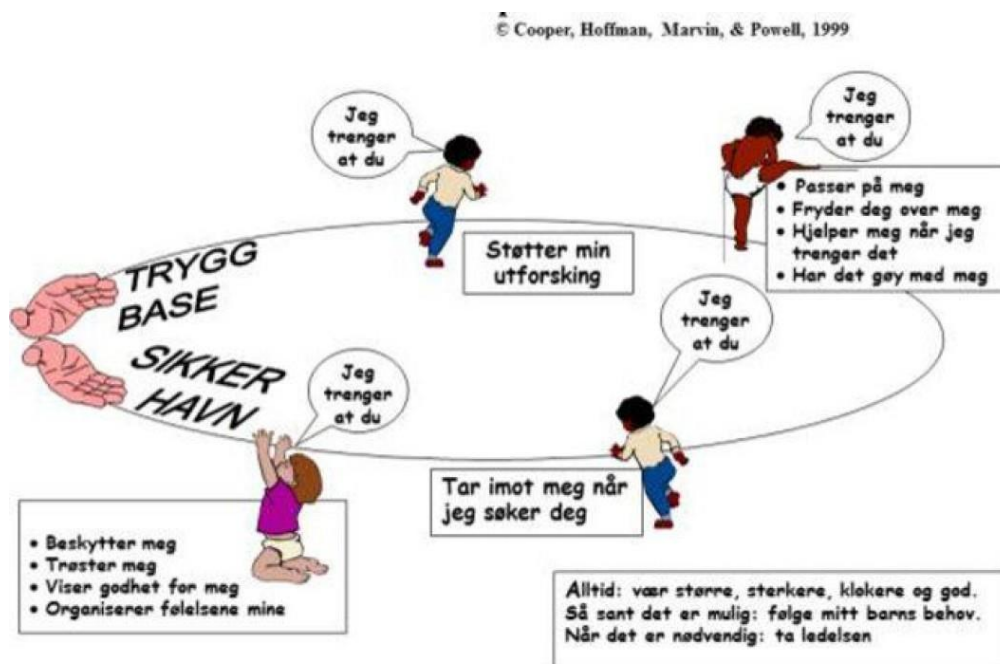 © Cooper, Hoffman, Marvin, & Powell, 1999
Jeg
trenger
at du
Jeg
trenger
at du
• Passer på meg
• Fryder deg over meg
• Hjelper meg når jeg
trenger det
• Har det gøy med meg
Støtter min
utforsking
TRYGG
BASE
SIKKER
HAVN
Jeg
trenger
at du
Jeg
trenger
at du
Tar imot meg når
jeg søker deg
• Beskytter meg
• Trøster meg
• Viser godhet for meg
• Organiserer følelsene mine
Alltid: vær større, sterkere, klokere og god.
Så sant det er mulig: følge mitt barns behov.
Når det er nødvendig: ta ledelsen